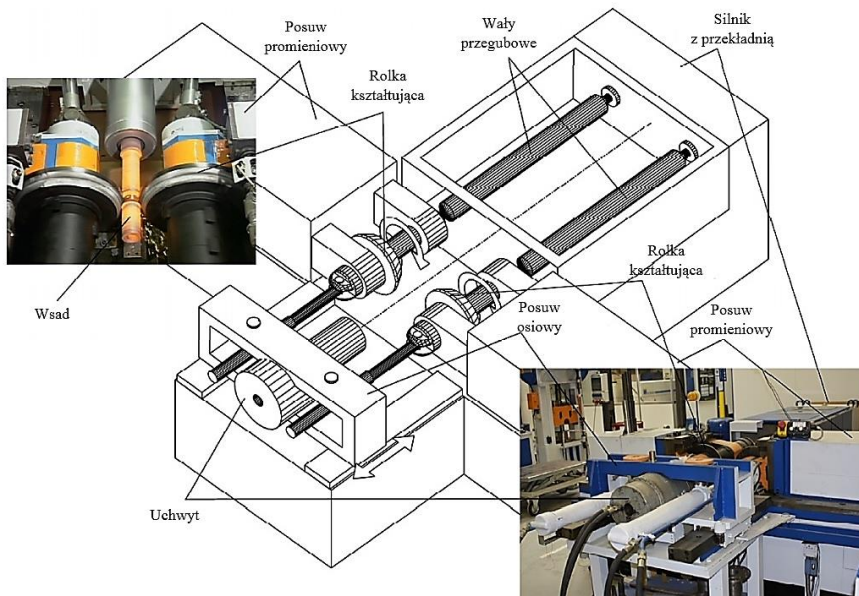 Posuw
promieniowy
Wały
przegubowe
Silnik
z przekładnią
Rolka
kształtująca
Wsad
Rolka
kształtująca
Posuw
osiowy
Posuw
promieniowy
Uchwyt